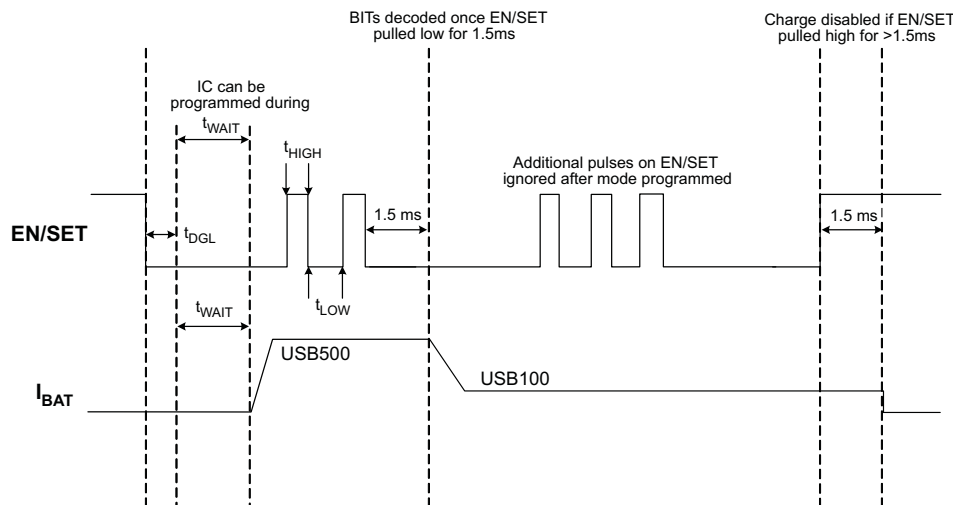 BITs decoded once EN/SET
pulled low for 1.5ms
Charge disabled if EN/SET
pulled high for >1.5ms
IC can be
programmed during
tWAIT
tHIGH
Additional pulses on EN/SET
ignored after mode programmed
EN/SET
tDGL
1.5 ms
1.5 ms
tWAIT
tLOW
USB500
USB100
IBAT